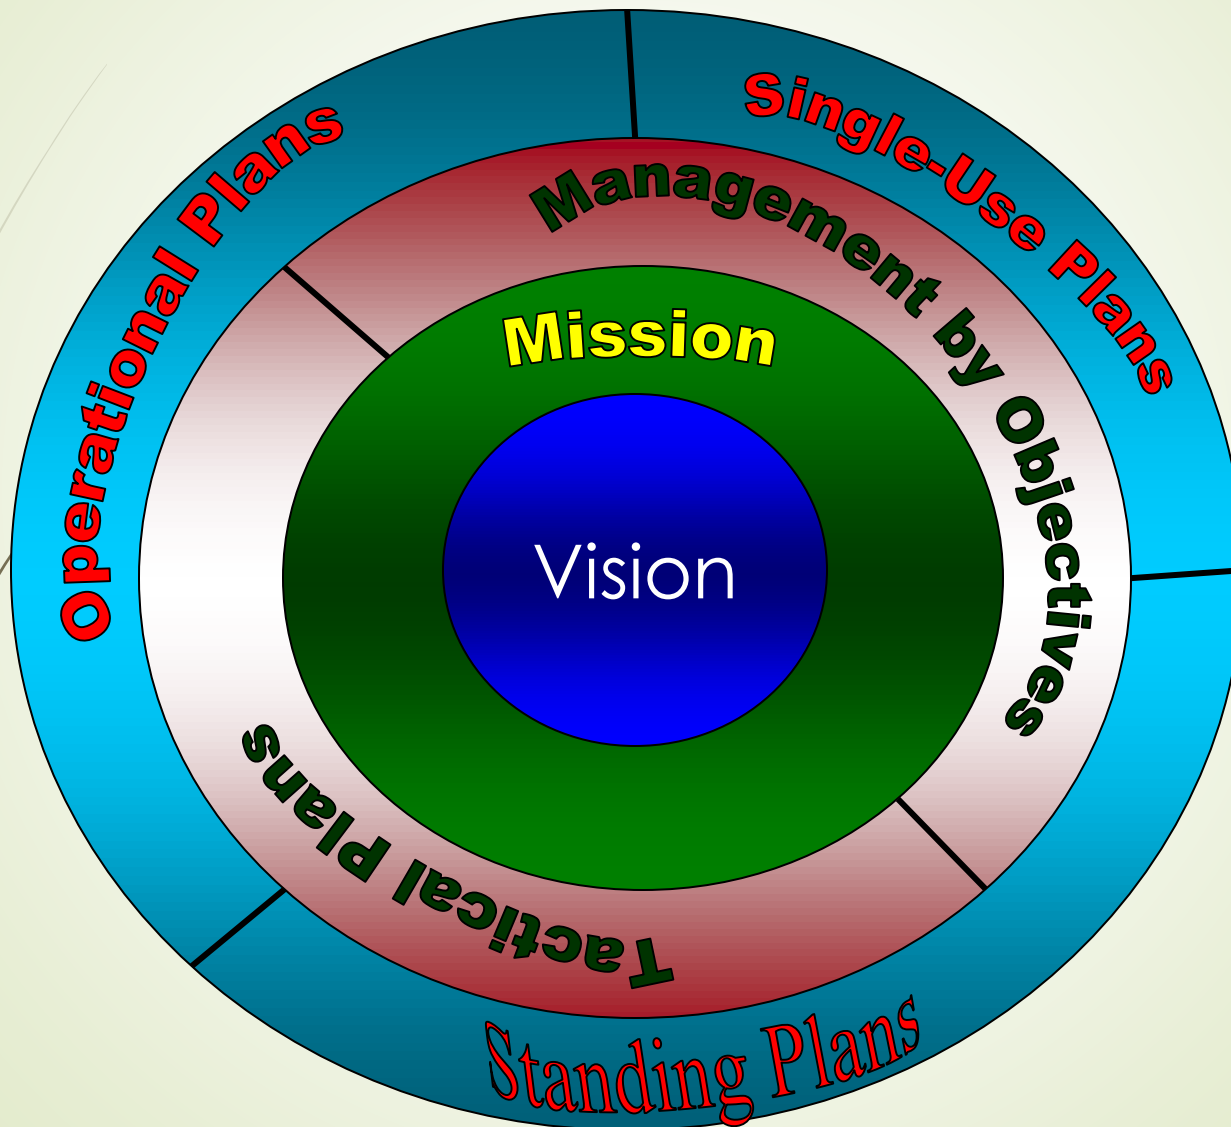 Operational Plans
Single-Use Plans
Management by Objectives
Mission
Vision
Tactical Plans
Standing Plans